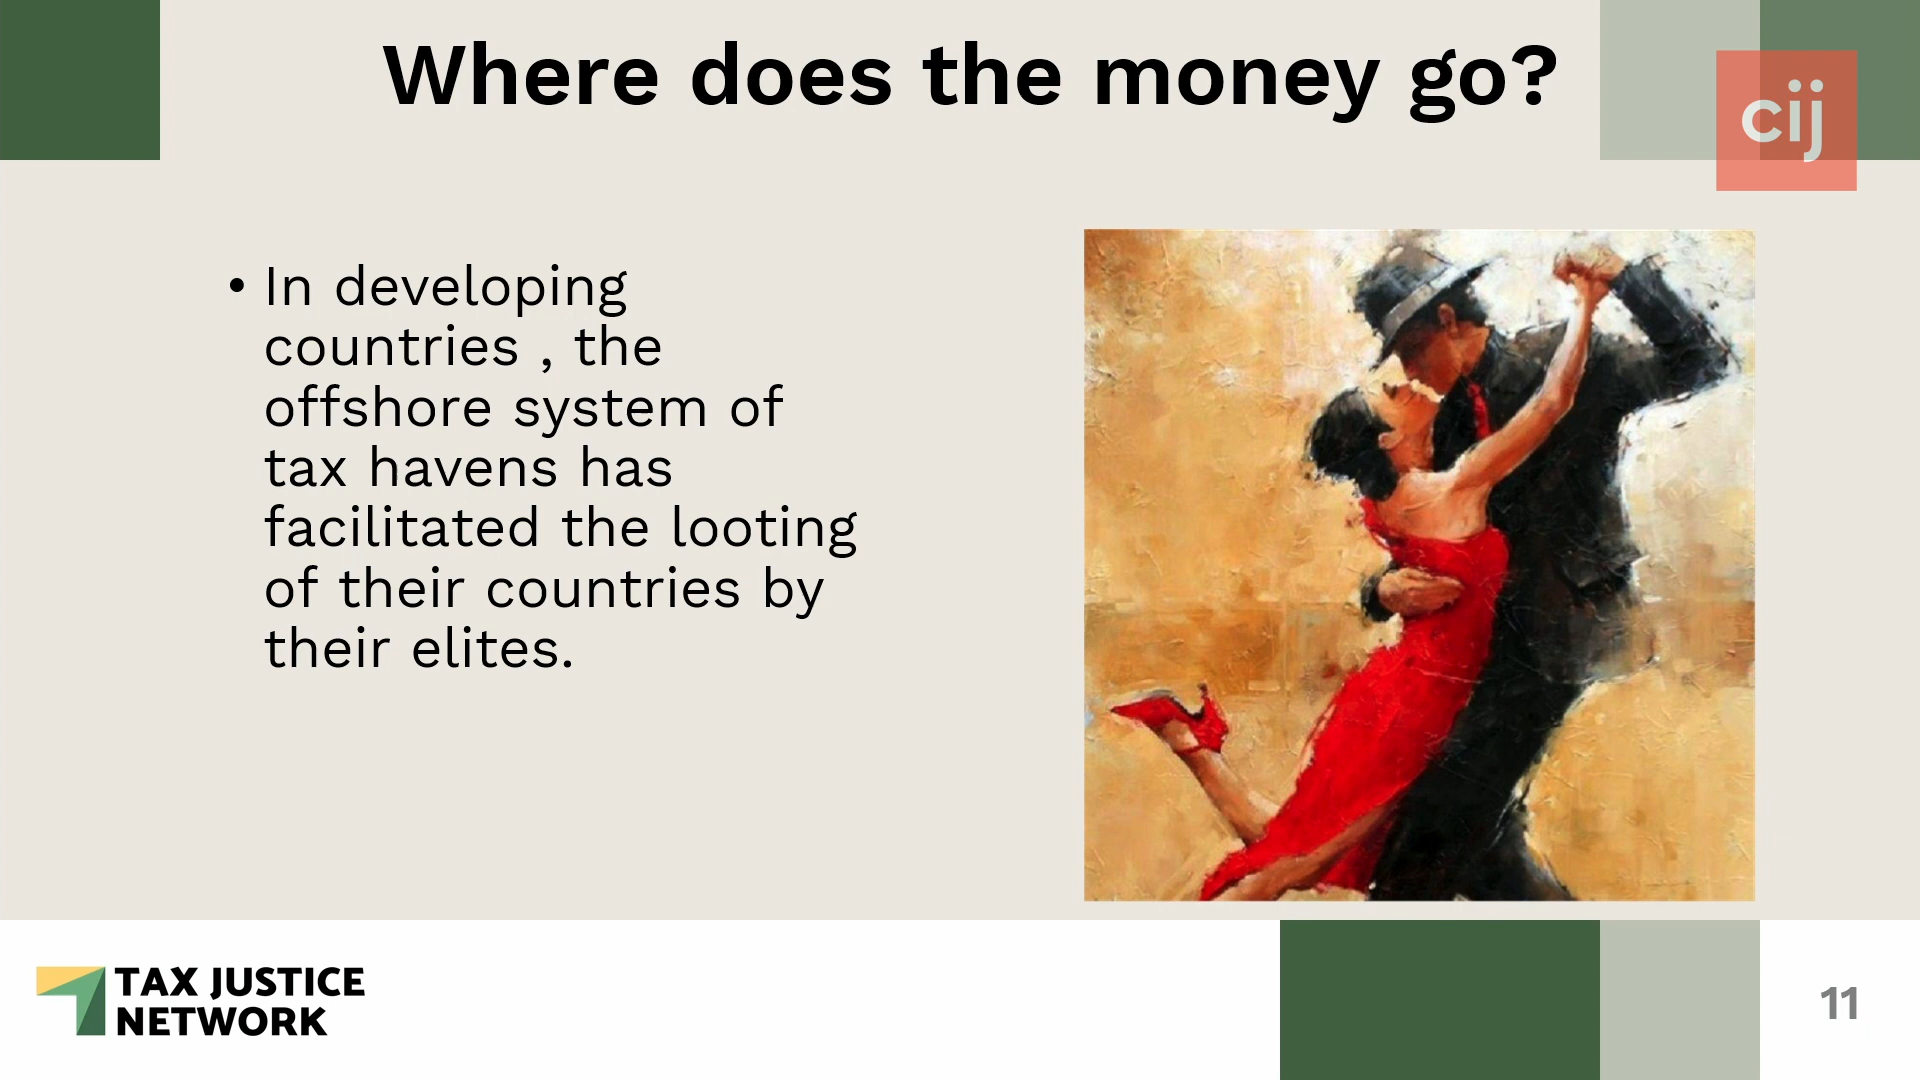 Where does the money go?
cij
• In developing
countries , the
offshore system of
tax havens has
facilitated the looting
of their countries by
their elites.
TAX JUSTICE
NETWORK
11